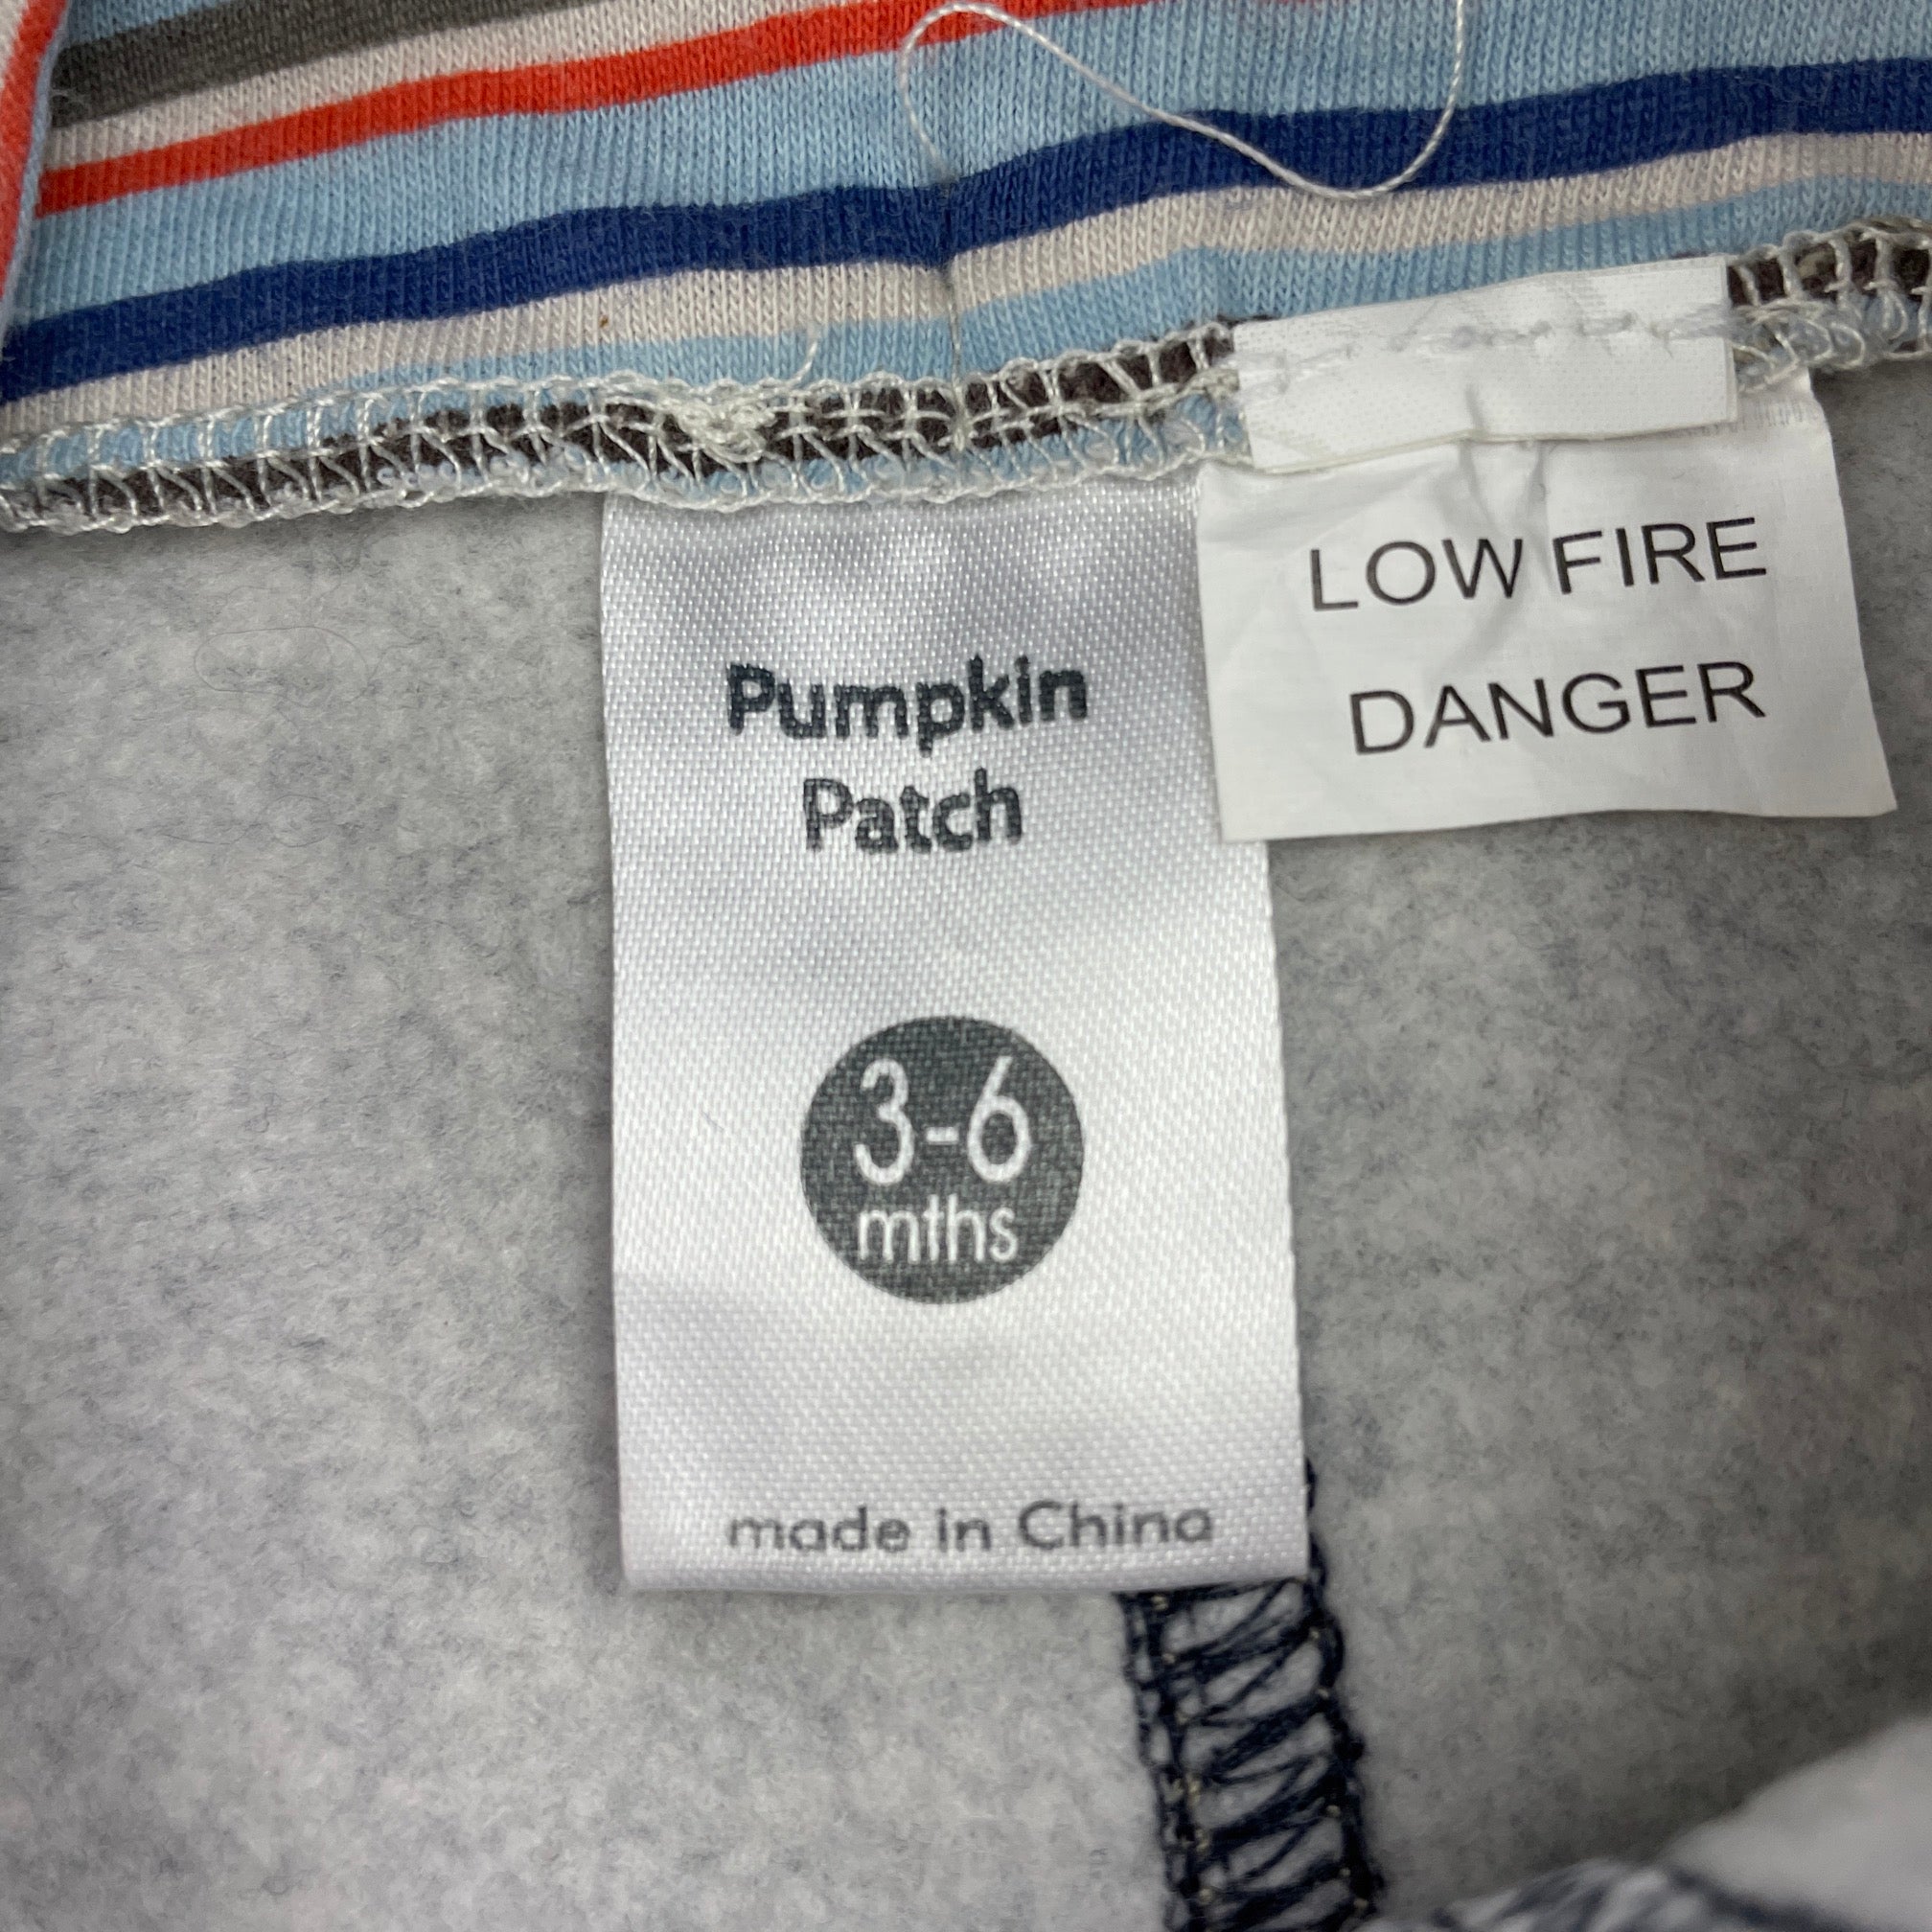 Pumpkin
Patch
3-6
mths
made in China
LOW FIRE
DANGER